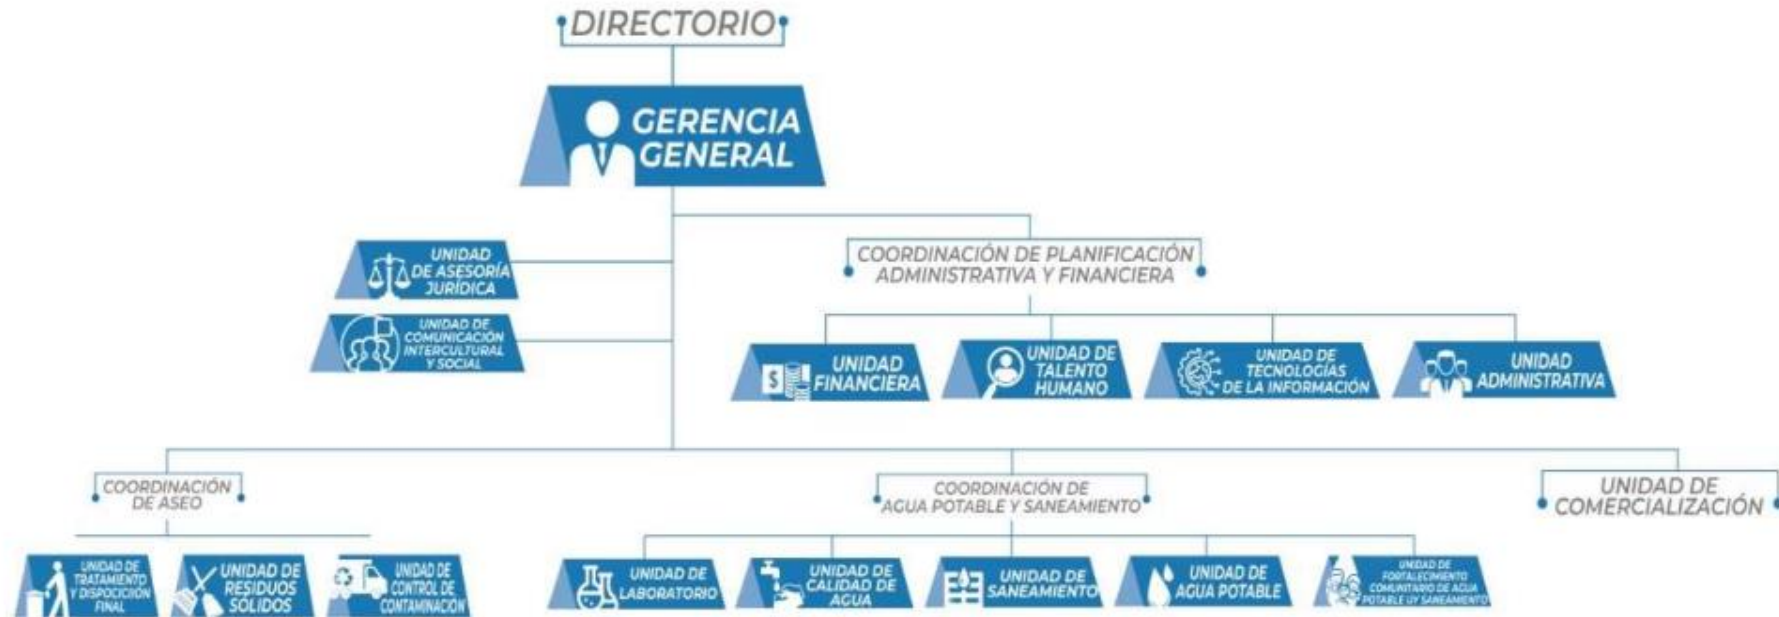 DIRECTORIO
GERENCIA
GENERAL
UNIDAD
DE ASESORÍA
JURÍDICA
UNIDAD DE
COMUNICACIÓN
INTERCULTURAL
Y SOCIAL
COORDINACIÓN DE PLANIFICACIÓN
ADMINISTRATIVA Y FINANCIERA
UNIDAD
FINANCIERA
UNIDAD DE
TALENTO
HUMANO
UNIDAD DE
TECNOLOGÍAS
DE LA INFORMACIÓN
UNIDAD
ADMINISTRATIVA
COORDINACIÓN
DE ASEO
COORDINACIÓN DE
AGUA POTABLE Y SANEAMIENTO
UNIDAD DE
COMERCIALIZACIÓN
UNIDAD DE
TRATAMIENTO
Y DISPOCICIÓN
FINAL
UNIDAD DE
RESIDUOS
SÓLIDOS
UNIDAD DE
CONTROL DE
CONTAMINACIÓN
UNIDAD DE
LABORATORIO
UNIDAD DE
CALIDAD DE
AGUA
UNIDAD DE
SANEAMIENTO
UNIDAD DE
AGUA POTABLE
UNIDAD DE
FORTALECIMIENTO
COMUNITARIO DE AGUA
POTABLE UY SANEAMIENTO